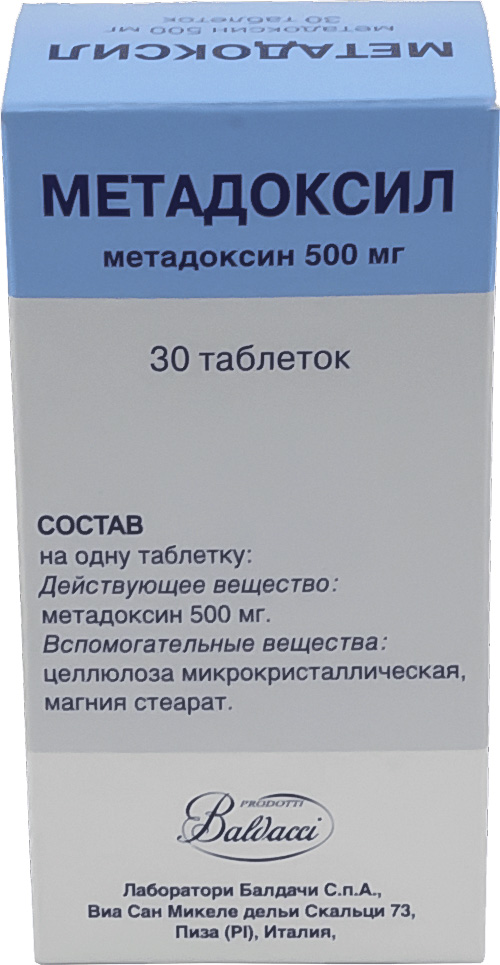 30 таблеток
метадоксин 500 мг
МЕТАДОКСИЛ
МЕТАДОКСИЛ
метадоксин 500 мг
30 таблеток
СОСТАВ
на одну таблетку:
Действующее вещество:
метадоксин 500 мг.
Вспомогательные вещества:
целлюлоза микрокристаллическая,
магния стеарат.
PRODOTTI
Baldacci
Лаборатори Балдачи С.п.А.,
Виа Сан Микеле дельи Скальци 73,
Пиза (PI), Италия,